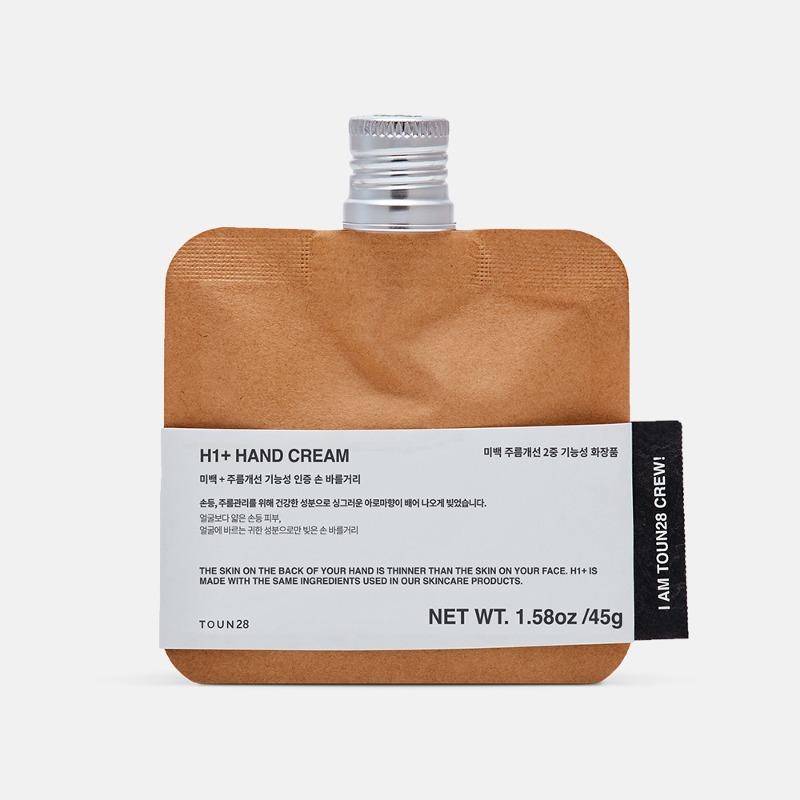 H1+ HAND CREAM
미백 주름개선 2중 기능성 화장품
미백 + 주름개선 기능성 인증 손 바를거리
손등, 주름관리를 위해 건강한 성분으로 싱그러운 아로마향이 배어 나오게 빚었습니다.
얼굴보다 얇은 손등 피부,
얼굴에 바르는 귀한 성분으로만 빚은 손 바를거리
THE SKIN ON THE BACK OF YOUR HAND IS THINNER THAN THE SKIN ON YOUR FACE. H1+ IS
MADE WITH THE SAME INGREDIENTS USED IN OUR SKINCARE PRODUCTS.
TOUN28
NET WT. 1.58oz /45g
I AM TOUN28 CREW!